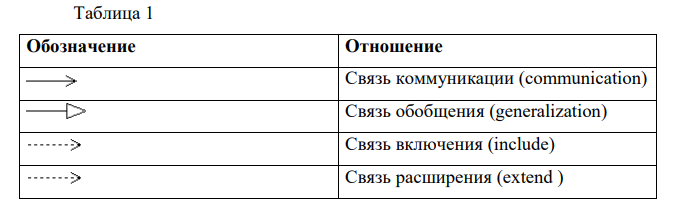 Таблица 1
Обозначение Отношение
Связь коммуникации (communication)
Связь обобщения (generalization)
Связь включения (include)
Связь расширения (extend )